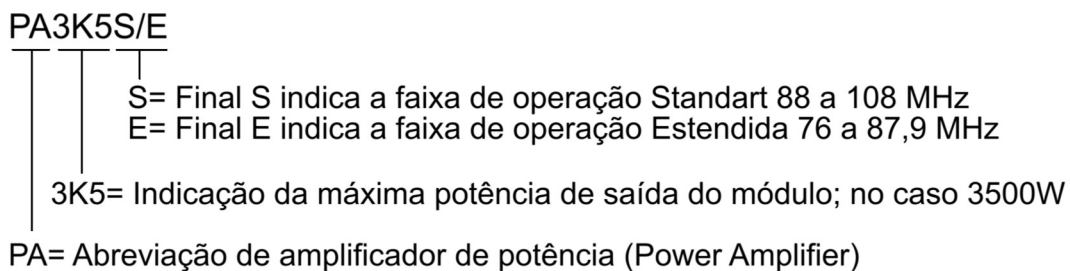 PA3K5S/E
S= Final S indica a faixa de operação Standart 88 a 108 MHz
E= Final E indica a faixa de operação Estendida 76 a 87,9 MHz
3K5= Indicação da máxima potência de saída do módulo; no caso 3500W
PA= Abreviação de amplificador de potência (Power Amplifier)